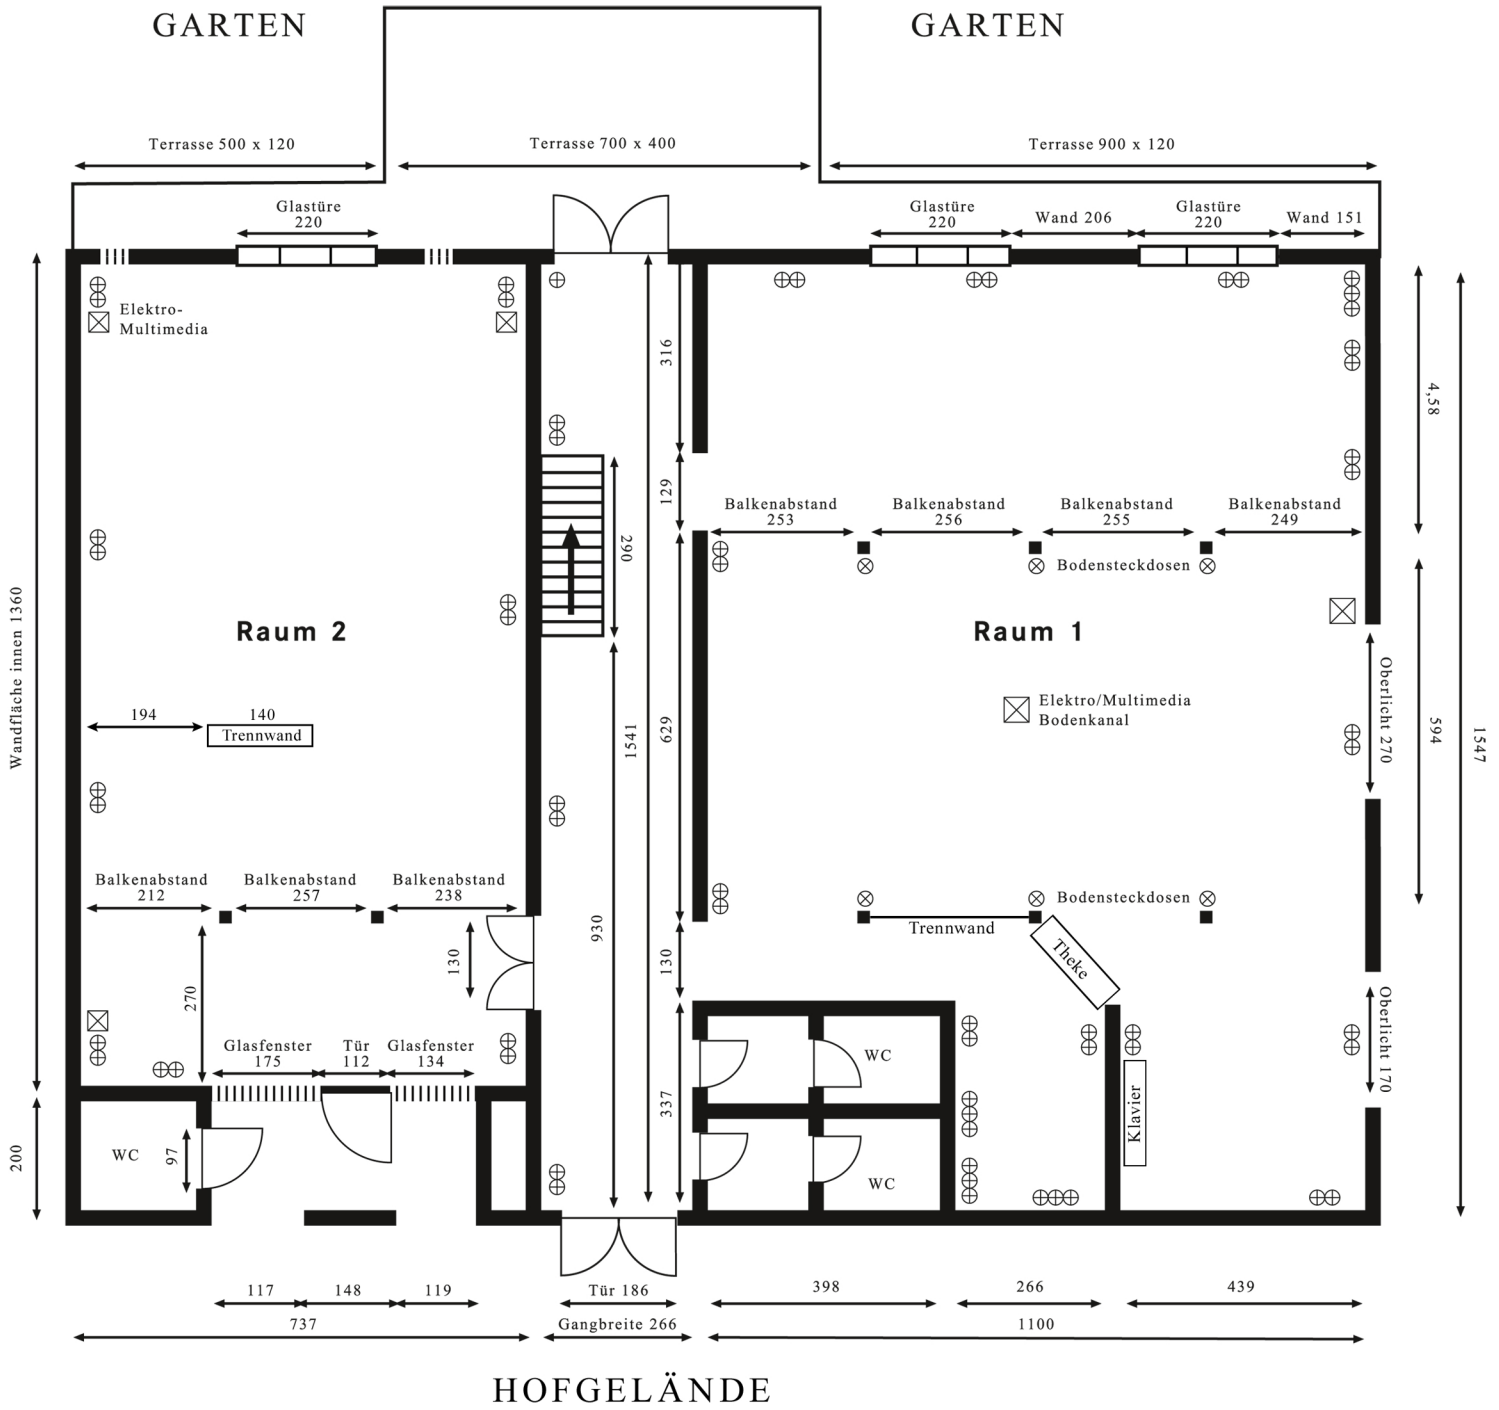 GARTEN
GARTEN
Terrasse 500 x 120
Terrasse 700 x 400
Terrasse 900 x 120
Glastüre
220
Glastüre
220
Wand 206
Glastüre
220
Wand 151
Elektro-
Multimedia
316
4,58
129
Balkenabstand
253
Balkenabstand
256
Balkenabstand
255
Balkenabstand
249
290
Bodensteckdosen
Wandfläche innen 1360
Raum 2
Raum 1
194
140
Trennwand
1541
629
Elektro/Multimedia
Bodenkanal
Oberlicht 270
594
1547
Balkenabstand
212
Balkenabstand
257
Balkenabstand
238
Bodensteckdosen
930
Trennwand
Theke
130
130
270
Oberlicht 170
Glasfenster
175
Tür
112
Glasfenster
134
WC
337
Klavier
200
WC
97
WC
117
148
119
Tür 186
398
266
439
737
Gangbreite 266
1100
HOFGELÄNDE